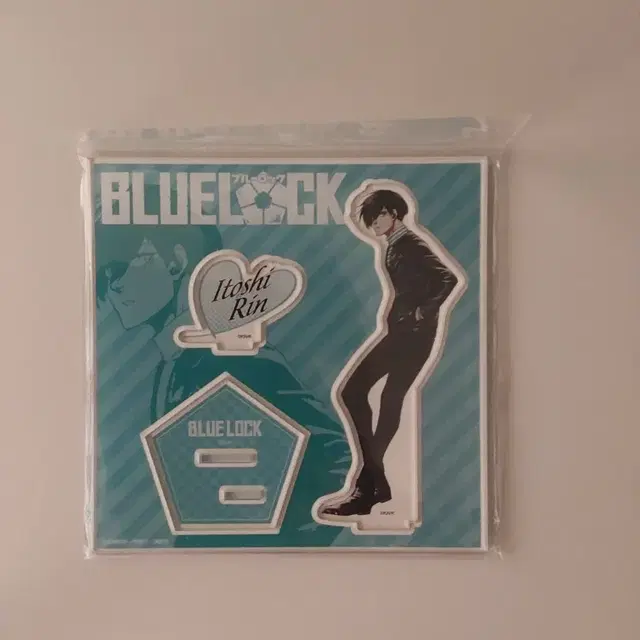 ブルーロック
BLUELOCK
Itoshi
Rin
BLUE LOCK